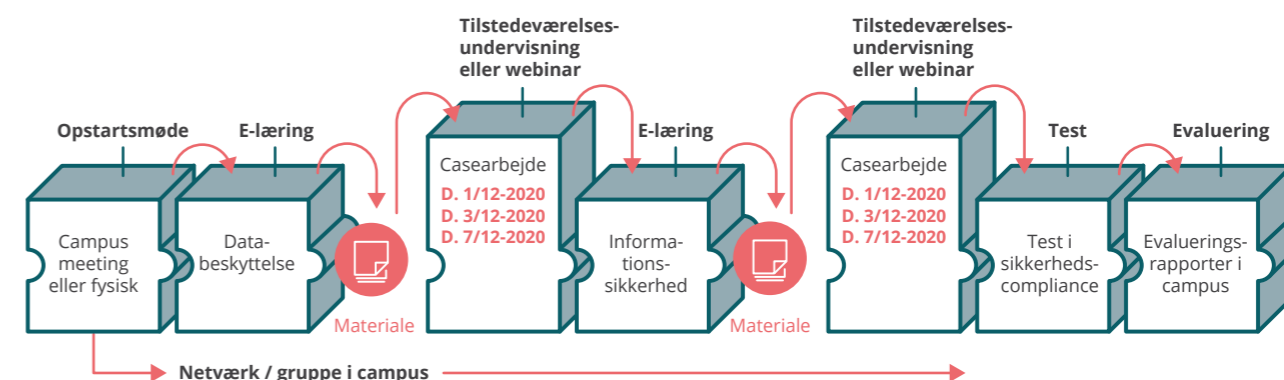 Opstartsmøde
Campus
meeting
eller fysisk
E-læring
Data-
beskyttelse
Materiale
Tilstedeværelses-
undervisning
eller webinar
Casearbejde
D. 1/12-2020
D. 3/12-2020
D. 7/12-2020
E-læring
Informa-
tions-
sikkerhed
Materiale
Tilstedeværelses-
undervisning
eller webinar
Casearbejde
D. 1/12-2020
D. 3/12-2020
D. 7/12-2020
Test
Test i
sikkerheds-
compliance
Evaluering
Evaluerings-
rapporter i
campus
Netværk / gruppe i campus